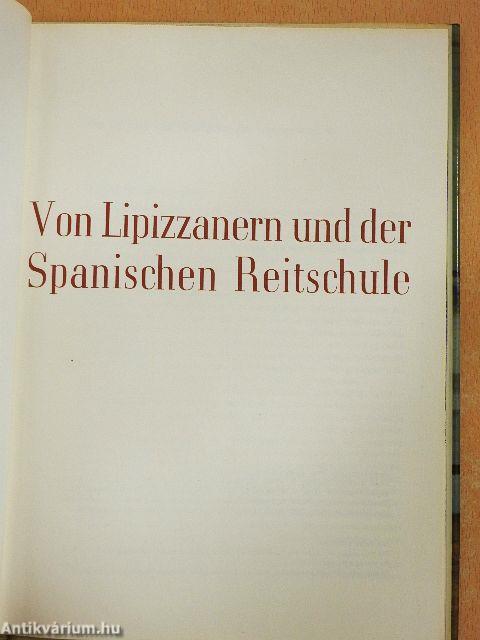 Von Lipizzanern und der
Spanischen Reitschule
Antikvárium.hu